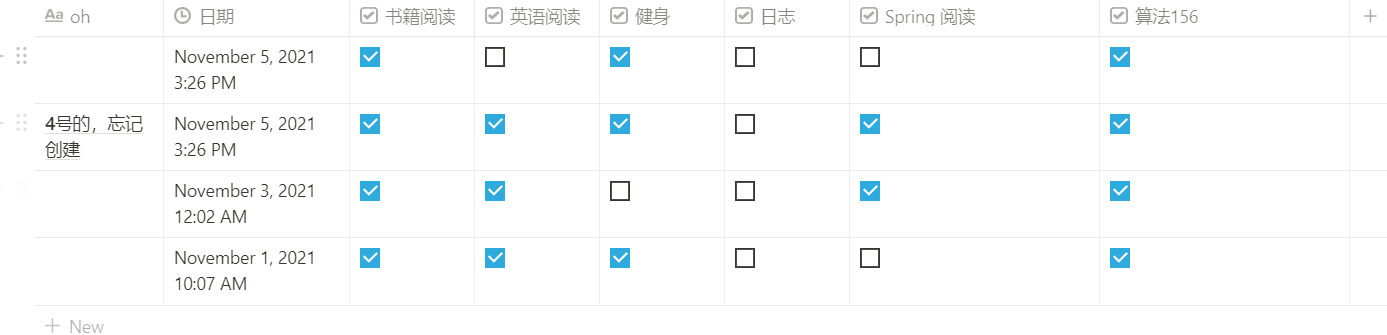 Aa oh 日期 书籍阅读 英语阅读 健身 日志 Spring 阅读 算法156
November 5, 2021
3:26 PM
4号的，忘记
创建
November 5, 2021
3:26 PM
November 3, 2021
12:02 AM
November 1, 2021
10:07 AM
New